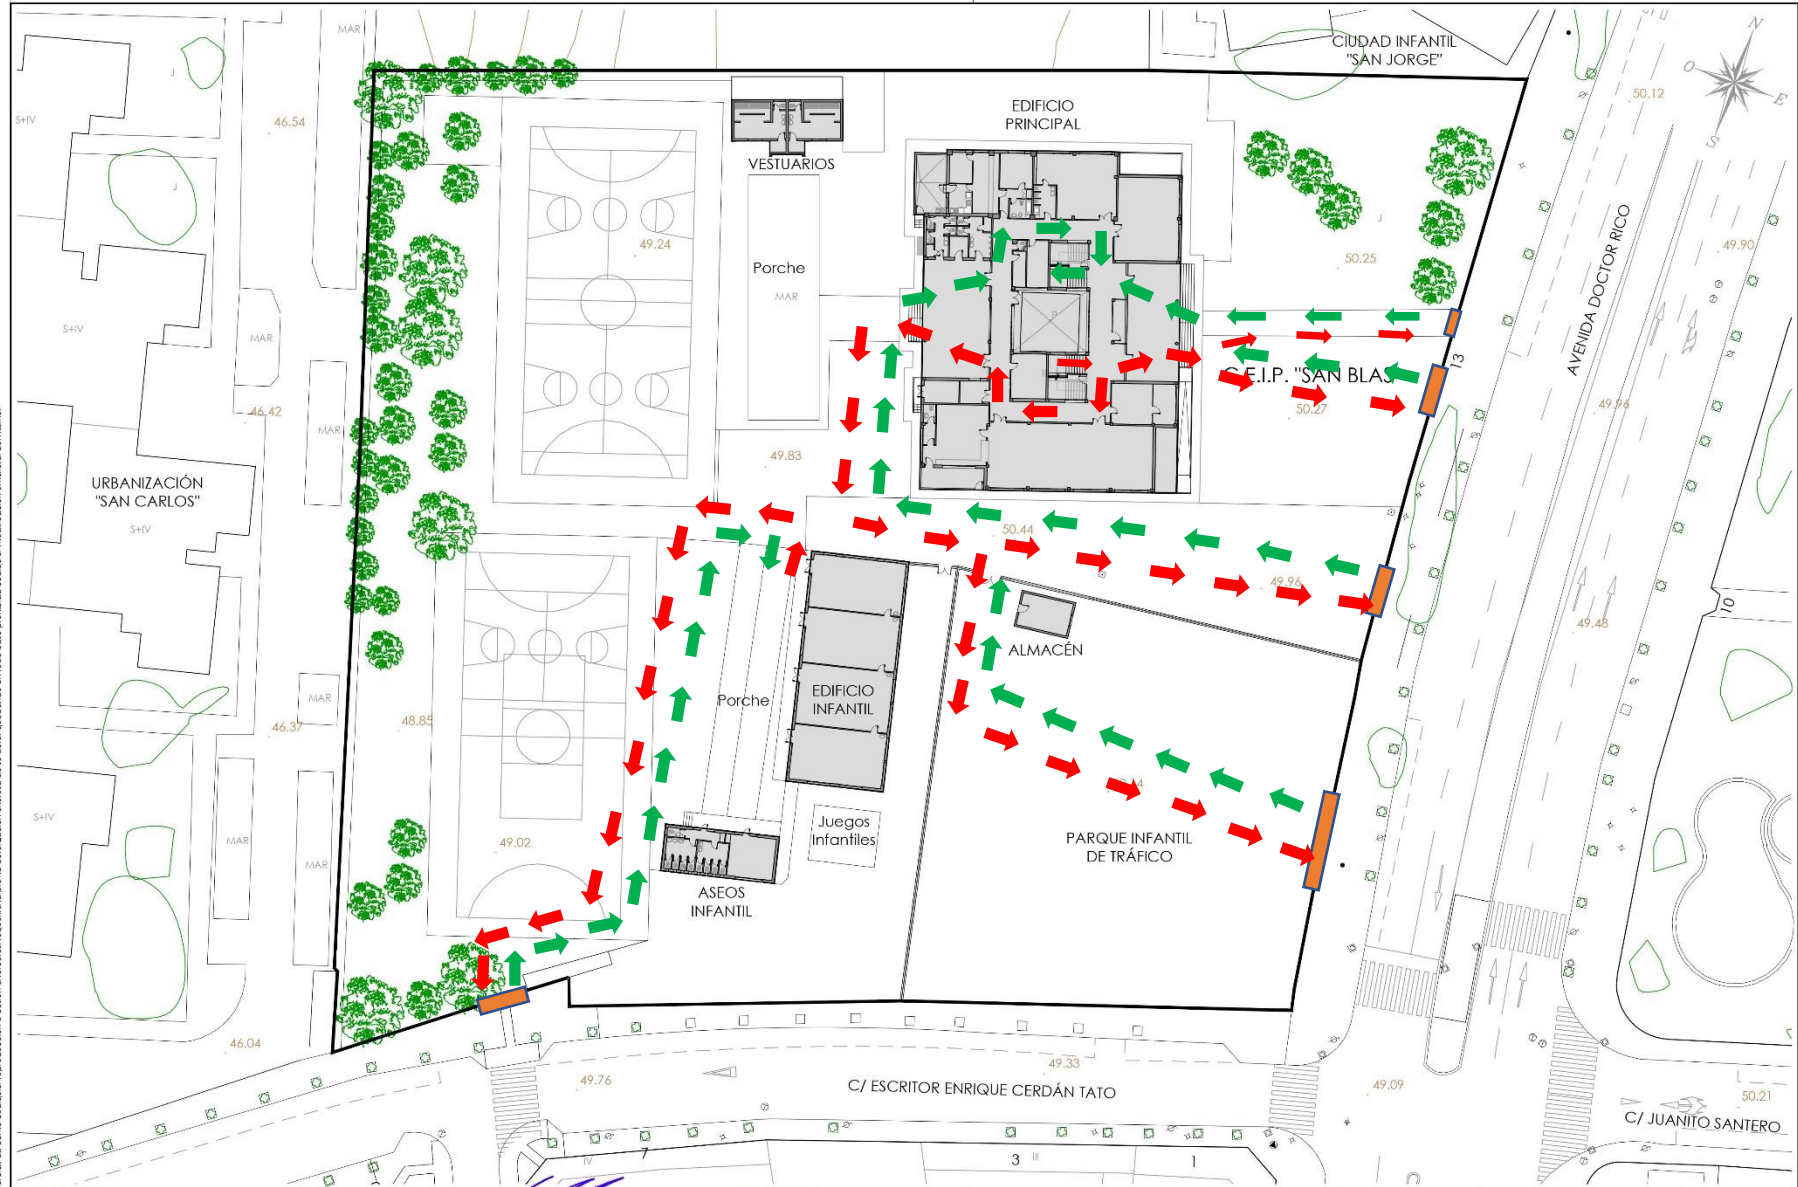 MAR
CIUDAD INFANTIL
"SAN JORGE"
N
O
E
S
50.12
S+IV
46.54
EDIFICIO
PRINCIPAL
VESTUARIOS
49.24
49.90
AVENIDA DOCTOR RICO
Porche
MAR
50.25
S+IV
MAR
13
C.E.I.P. "SAN BLAS
50.27
49.96
46.42
MAR
49.83
URBANIZACIÓN
"SAN CARLOS"
S+IV
50.44
49.96
10
49.48
ALMACÉN
MAR
Porche
EDIFICIO
INFANTIL
48.85
46.37
S+IV
MAR
MAR
49.02
Juegos
Infantiles
PARQUE INFANTIL
DE TRÁFICO
ASEOS
INFANTIL
46.04
49.76
49.33
C/ ESCRITOR ENRIQUE CERDÁN TATO
49.09
50.21
C/ JUANITO SANTERO
IV
7
3
III
1